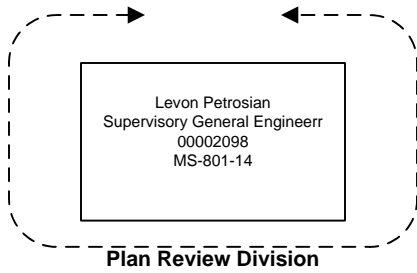 Levon Petrosian
Supervisory General Engineerr
00002098
MS-801-14
Plan Review Division